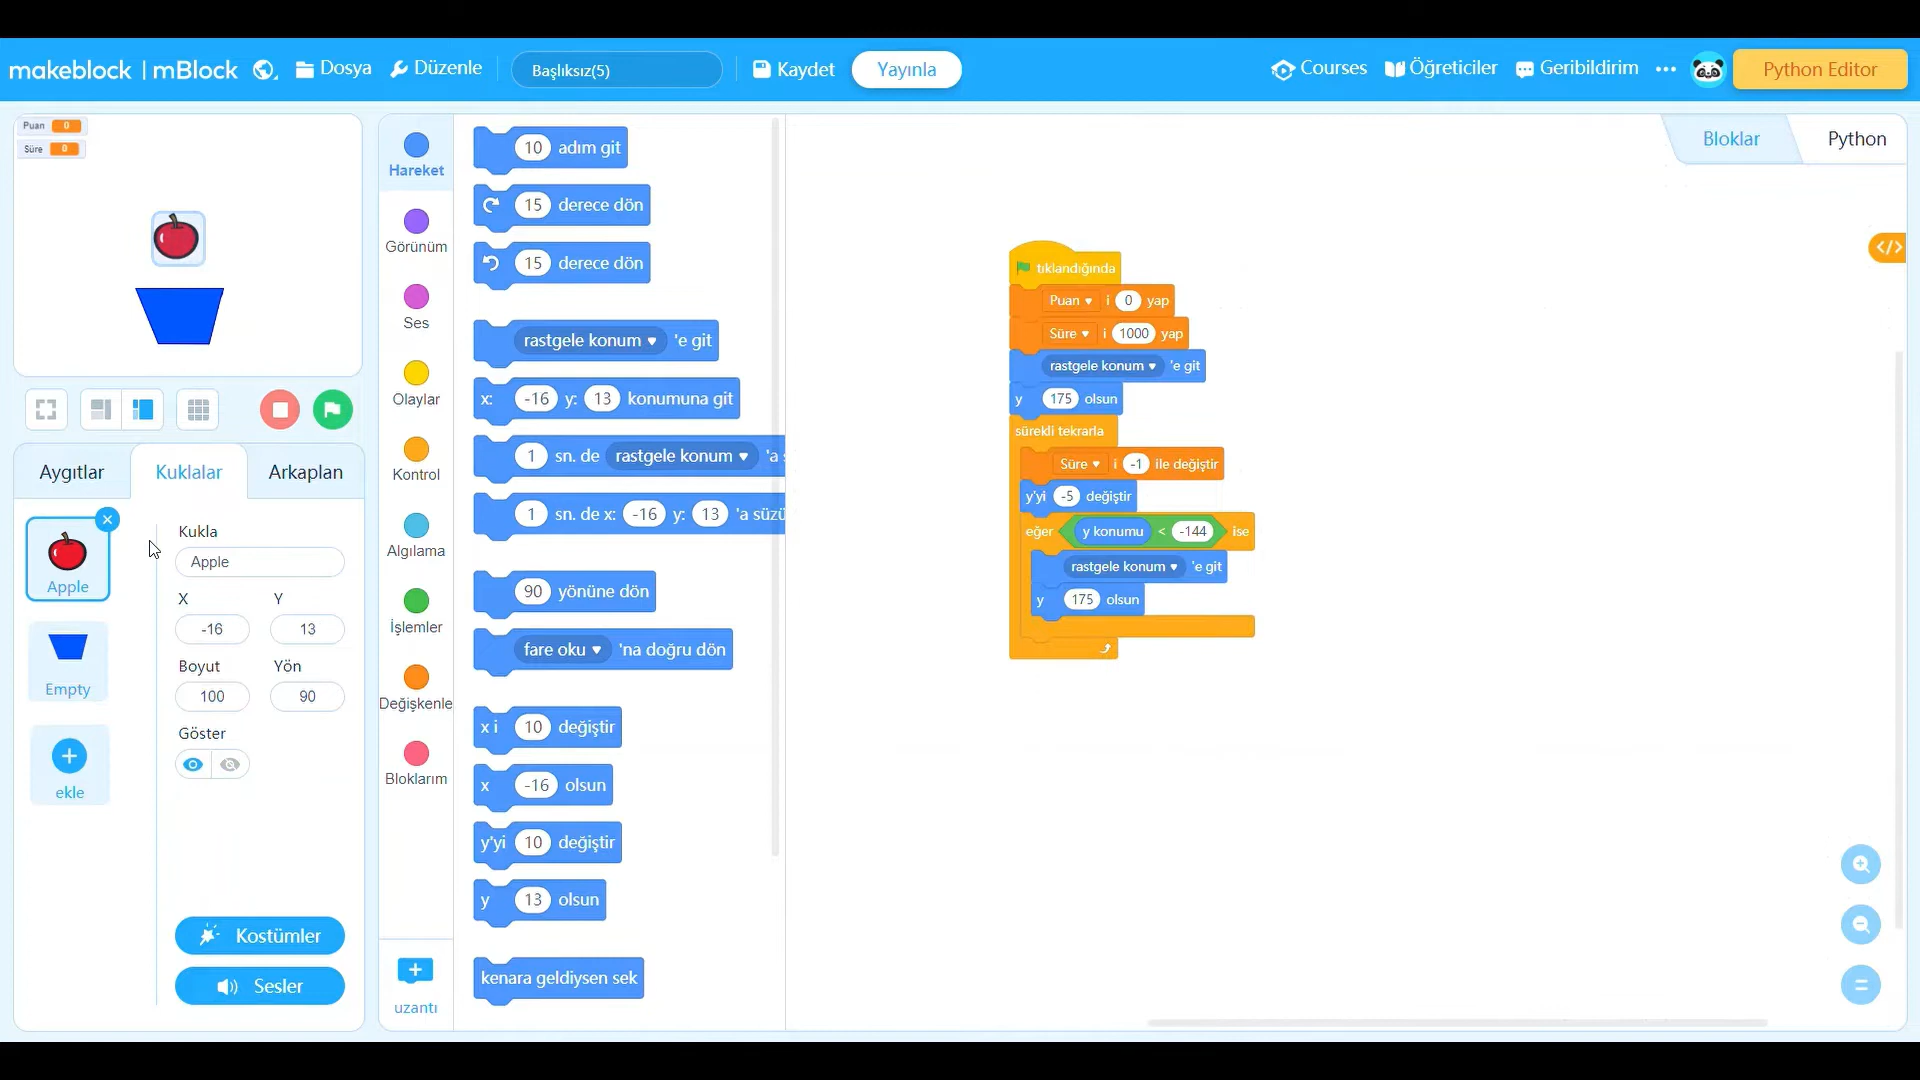 makeblock | mBlock
Dosya
Düzenle
Başlıksız(5)
Kaydet
Yayınla
Courses
Öğreticiler
Geribildirim
Python Editor
Puan 0
Süre 0
Aygıtlar
Kuklalar
Arkaplan
Apple
Empty
ekle
Kukla
Apple
X Y
-16 13
Boyut Yön
100 90
Göster
Kostümler
Sesler
Hareket
Görünüm
Ses
Olaylar
Kontrol
Algılama
İşlemler
Değişkenle
Bloklarım
uzantı
10 adım git
15 derece dön
15 derece dön
rastgele konum 'e git
x: -16 y: 13 konumuna git
1 sn. de rastgele konum 'a s
1 sn. de x: -16 y: 13 'a süzü
90 yönüne dön
fare oku 'na doğru dön
x i 10 değiştir
x -16 olsun
y'yi 10 değiştir
y 13 olsun
kenara geldiysen sek
Bloklar
Python
tıklandığında
Puan i 0 yap
Süre i 1000 yap
rastgele konum 'e git
y 175 olsun
sürekli tekrarla
Süre i -1 ile değiştir
y'yi -5 değiştir
eğer y konumu < -144 ise
rastgele konum 'e git
y 175 olsun